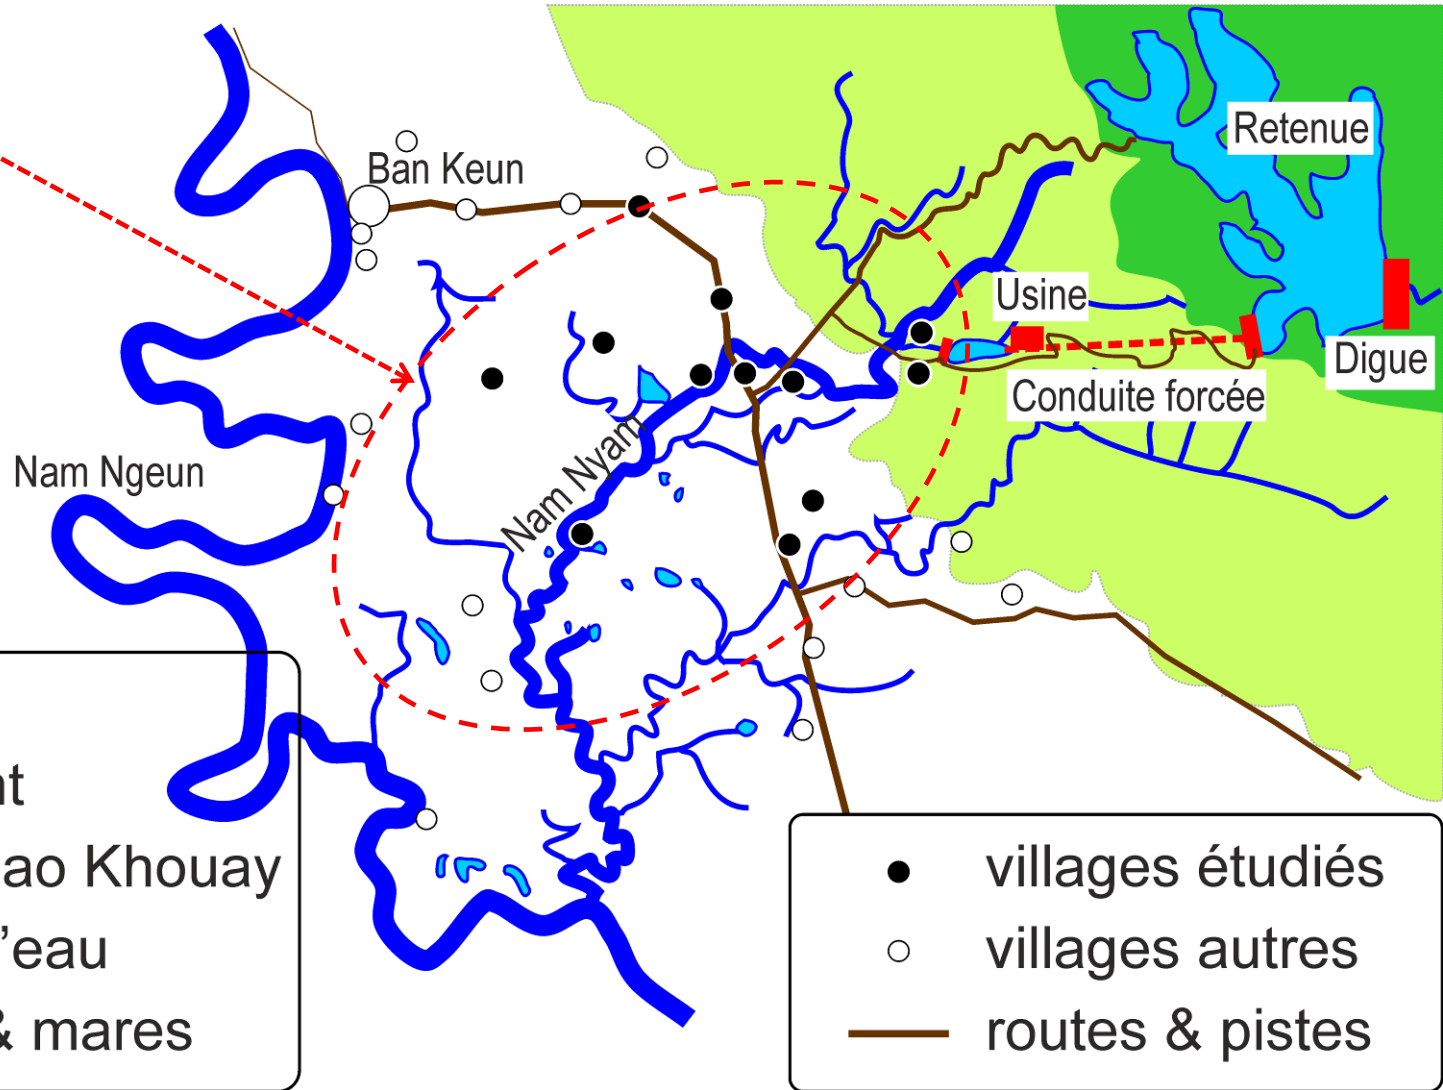 Retenue
Ban Keun
Usine
Digue
Conduite forcée
Nam Ngeun
Nam Nyam
nt
ao Khouay
'eau
& mares
villages étudiés
villages autres
routes & pistes